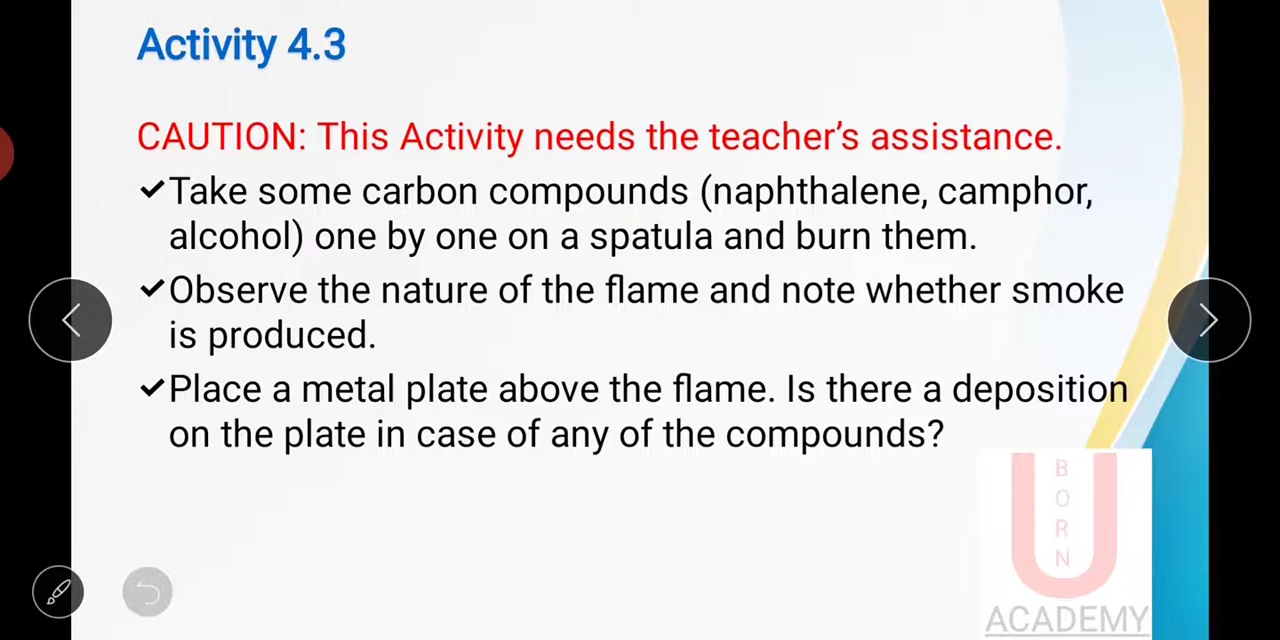 Activity 4.3
CAUTION: This Activity needs the teacher's assistance.
✓Take some carbon compounds (naphthalene, camphor,
alcohol) one by one on a spatula and burn them.
✓Observe the nature of the flame and note whether smoke
is produced.
✓Place a metal plate above the flame. Is there a deposition
on the plate in case of any of the compounds?
U
BORN
ACADEMY